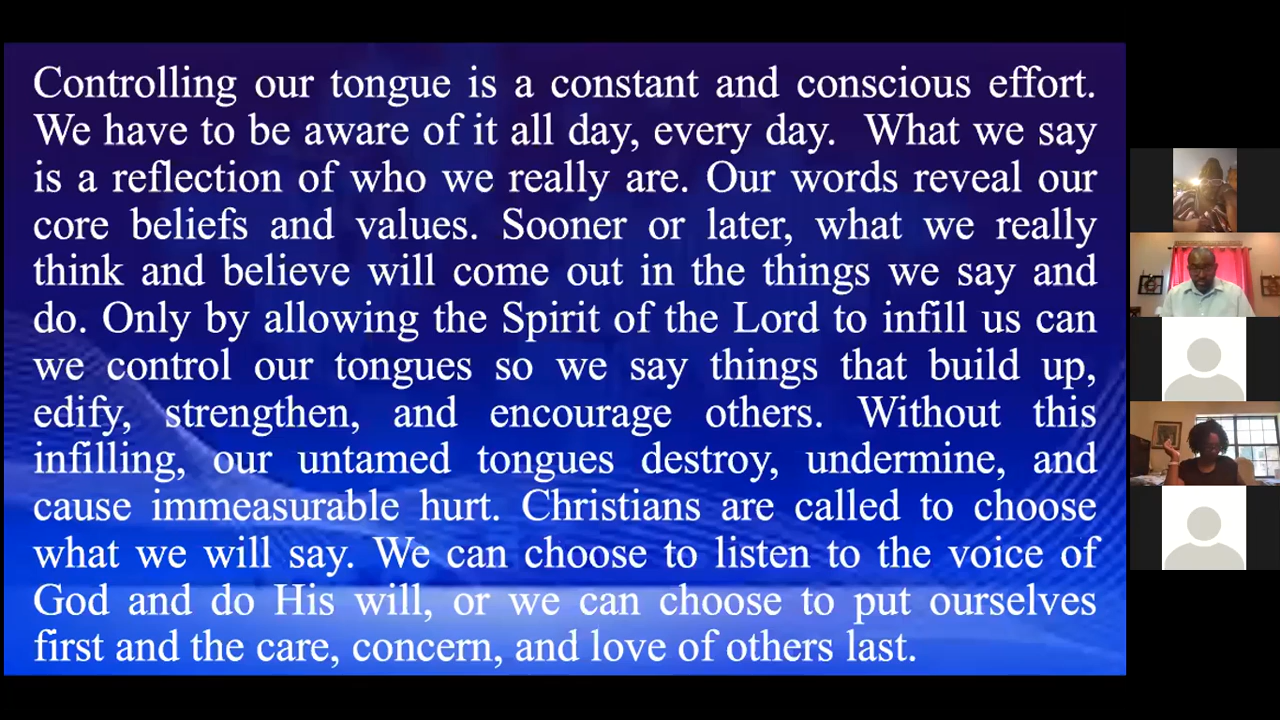 Controlling our tongue is a constant and conscious effort.
We have to be aware of it all day, every day.  What we say
is a reflection of who we really are. Our words reveal our
core beliefs and values. Sooner or later, what we really
think and believe will come out in the things we say and
do. Only by allowing the Spirit of the Lord to infill us can
we control our tongues so we say things that build up,
edify, strengthen, and encourage others. Without this
infilling, our untamed tongues destroy, undermine, and
cause immeasurable hurt. Christians are called to choose
what we will say. We can choose to listen to the voice of
God and do His will, or we can choose to put ourselves
first and the care, concern, and love of others last.